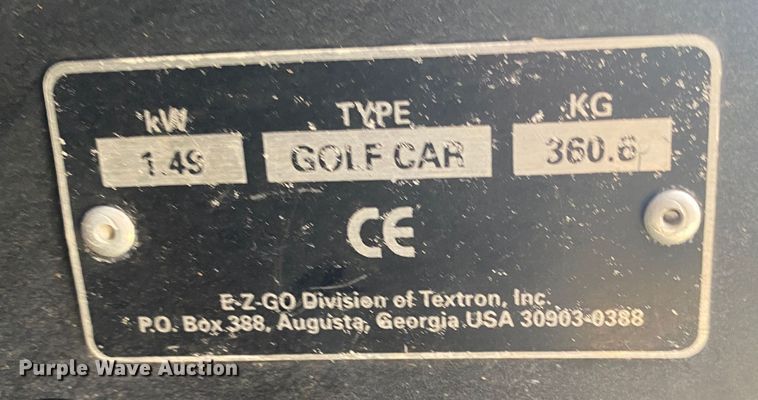 kW TYPE KG
1.49 GOLF CAR 360.6
CE
E-Z-GO Division of Textron, Inc.
P.O. Box 388, Augusta, Georgia USA 30903-0388
Purple Wave Auction